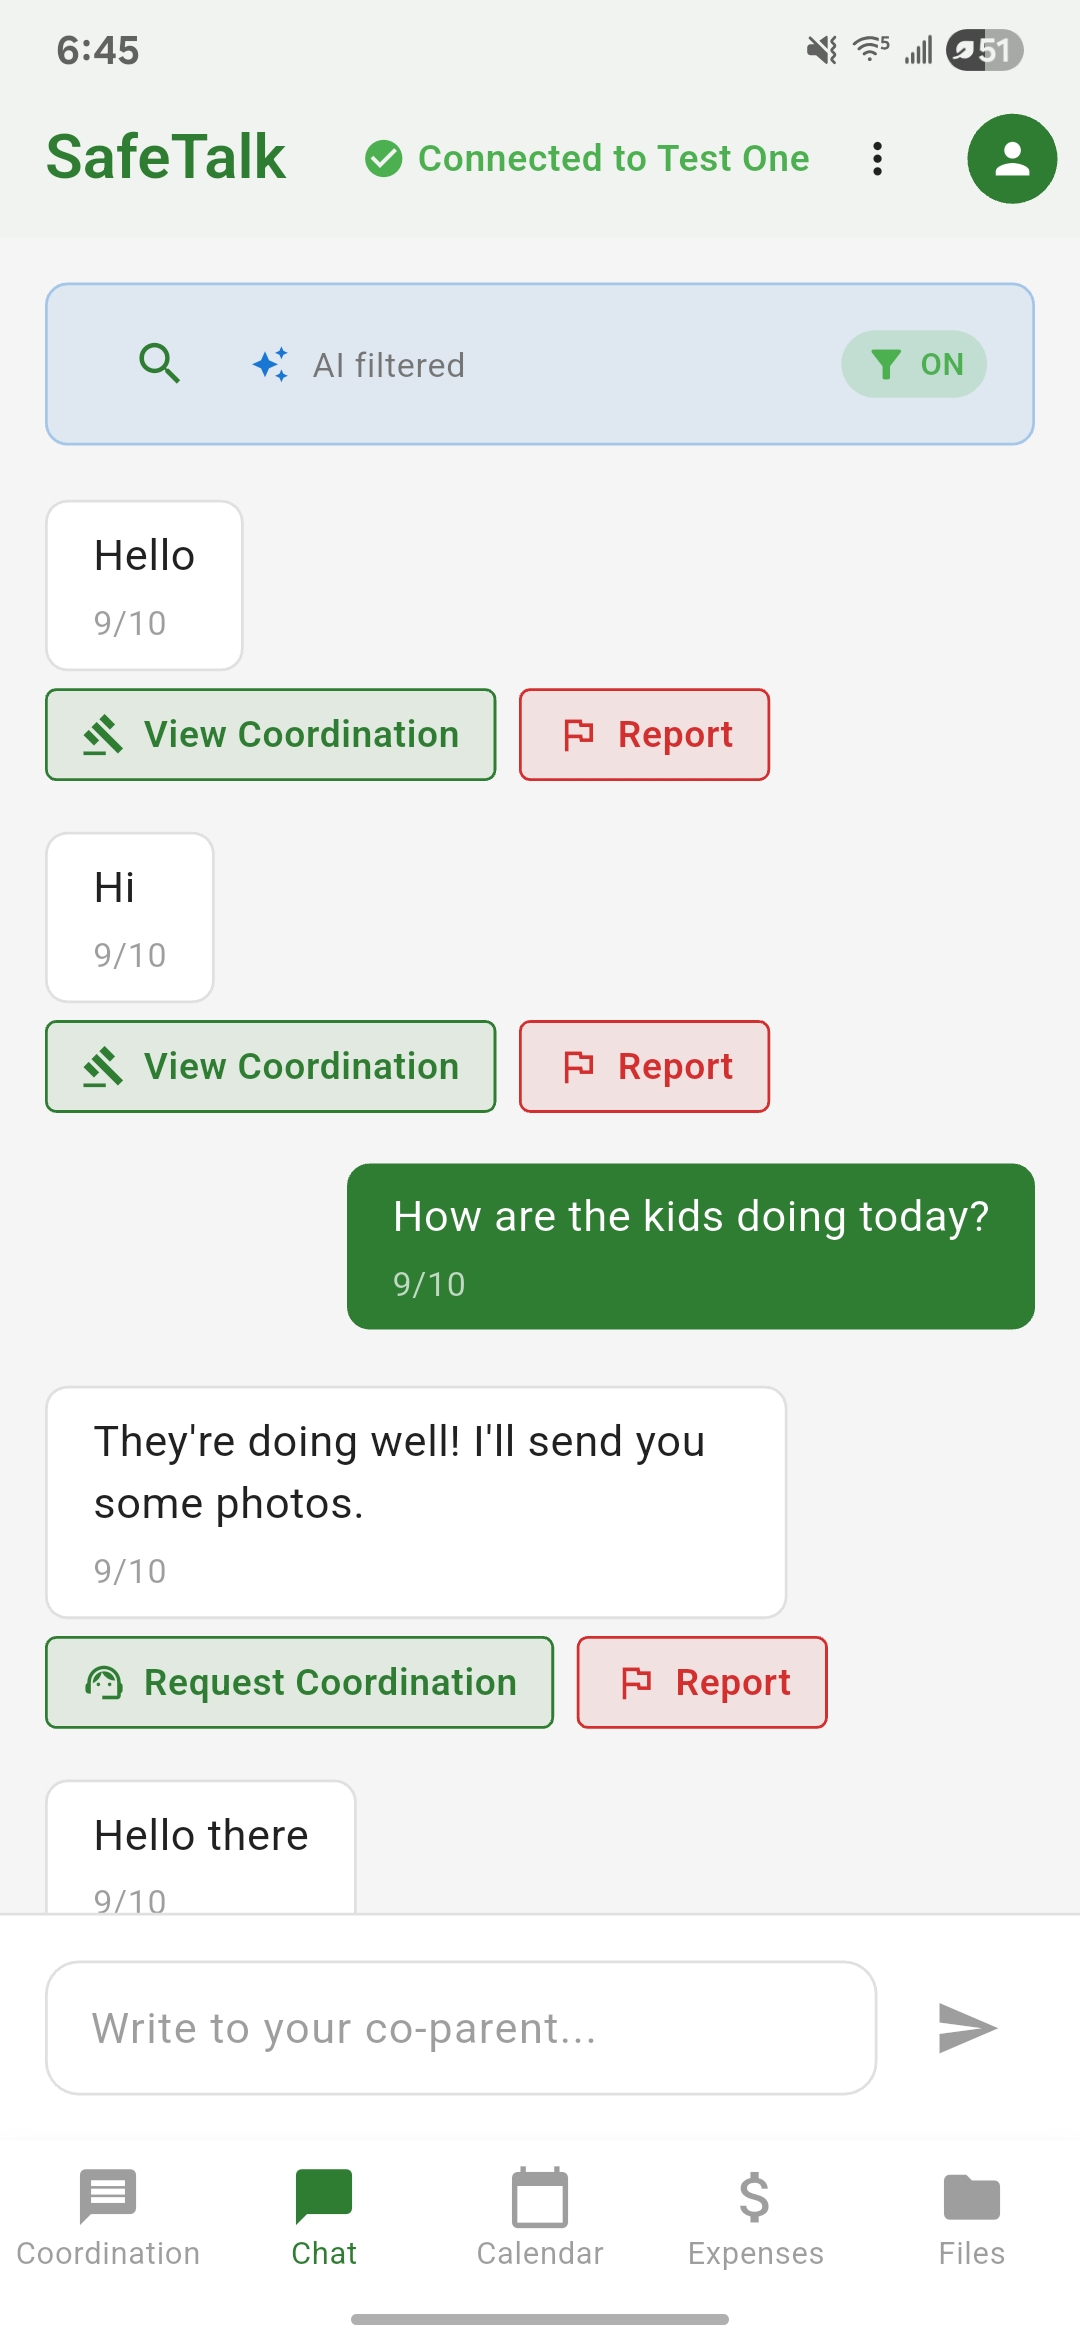 6:45
5
51
SafeTalk
Connected to Test One
AI filtered
ON
Hello
9/10
View Coordination
Report
Hi
9/10
View Coordination
Report
How are the kids doing today?
9/10
They're doing well! I'll send you
some photos.
9/10
Request Coordination
Report
Hello there
9/10
Write to your co-parent...
Coordination
Chat
Calendar
Expenses
Files